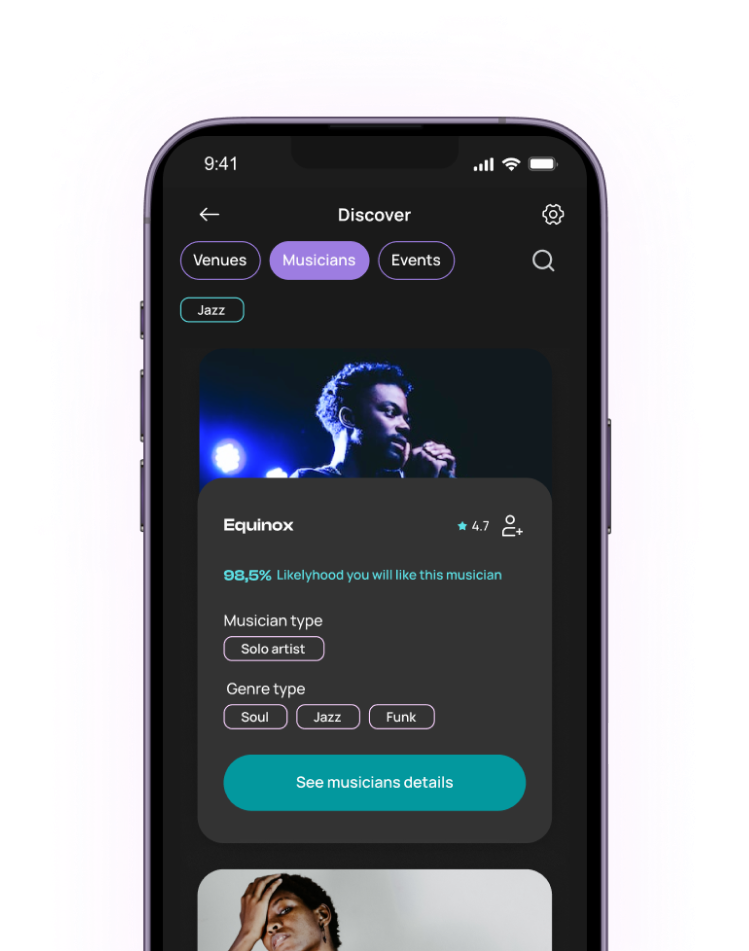 9:41
Discover
Venues Musicians Events
Jazz
Equinox 4.7
98,5% Likelyhood you will like this musician
Musician type
Solo artist
Genre type
Soul Jazz Funk
See musicians details